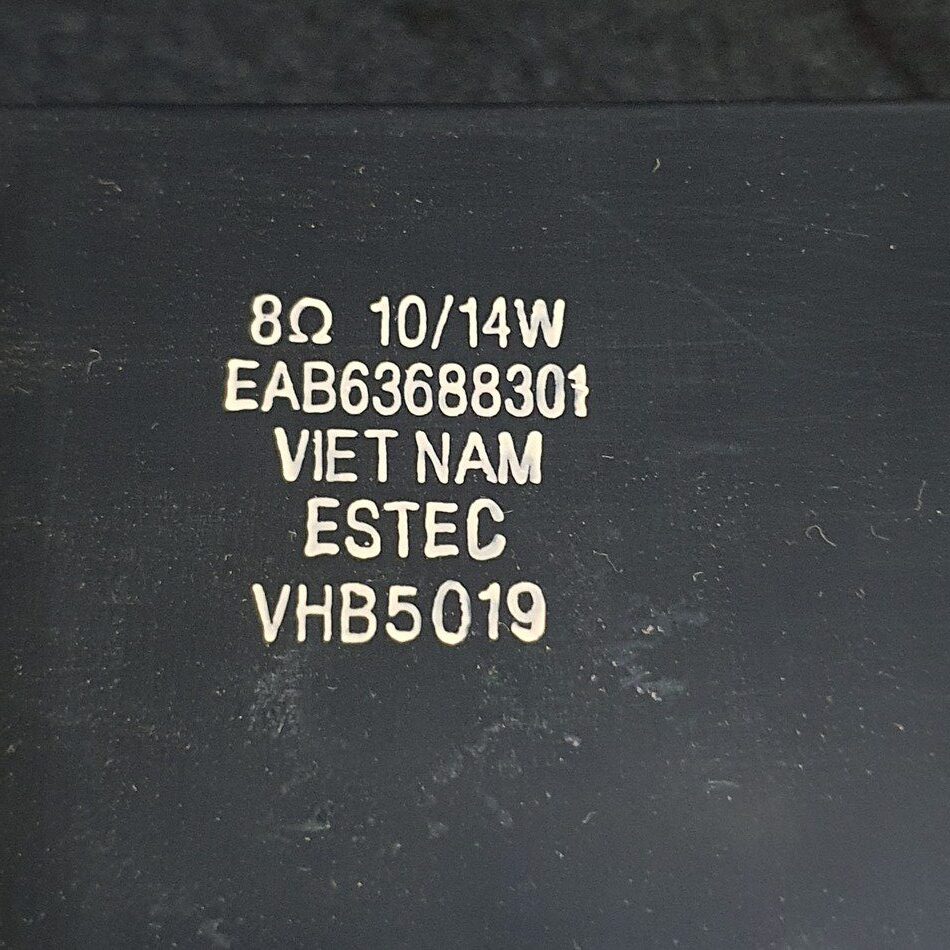 8Ω 10/14W
EAB63688301
VIET NAM
ESTEC
VHB5019